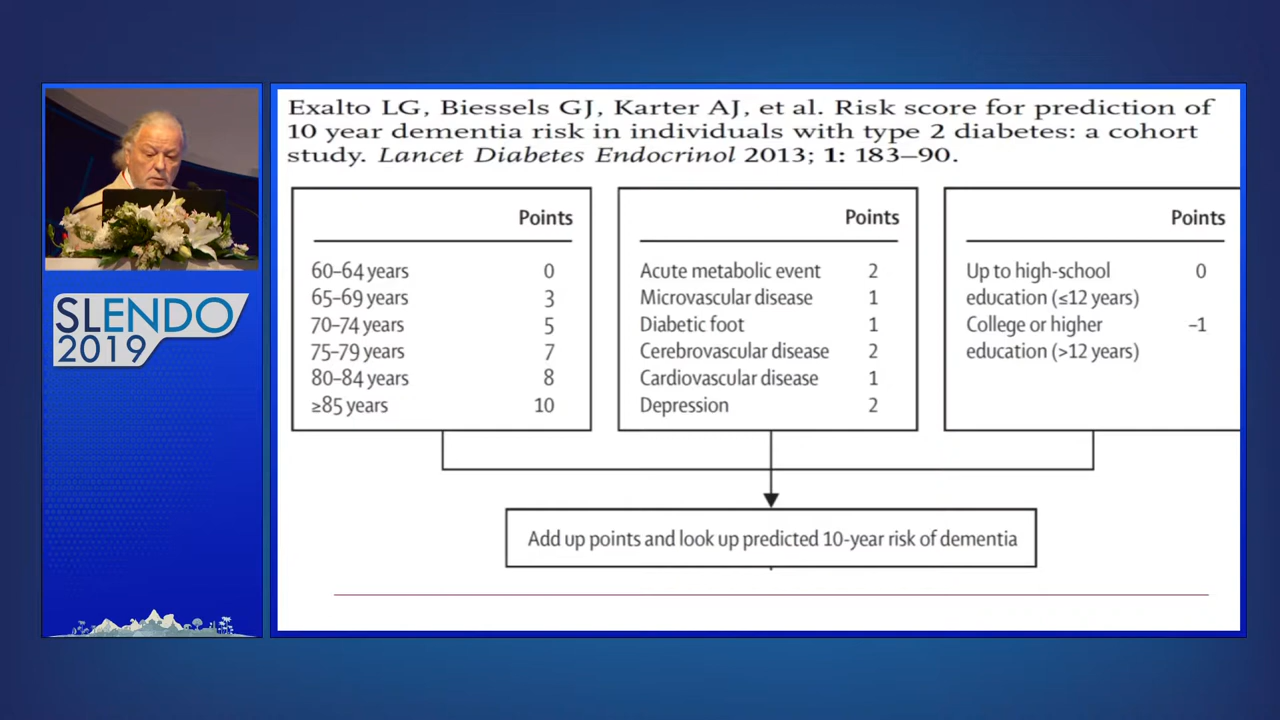 Exalto LG, Biessels GJ, Karter AJ, et al. Risk score for prediction of
10 year dementia risk in individuals with type 2 diabetes: a cohort
study. Lancet Diabetes Endocrinol 2013; 1: 183–90.
Points
60–64 years 0
65–69 years 3
70–74 years 5
75–79 years 7
80–84 years 8
≥85 years 10
Points
Acute metabolic event 2
Microvascular disease 1
Diabetic foot 1
Cerebrovascular disease 2
Cardiovascular disease 1
Depression 2
Points
Up to high-school 0
education (≤12 years)
College or higher –1
education (>12 years)
Add up points and look up predicted 10-year risk of dementia
SLENDO
2019